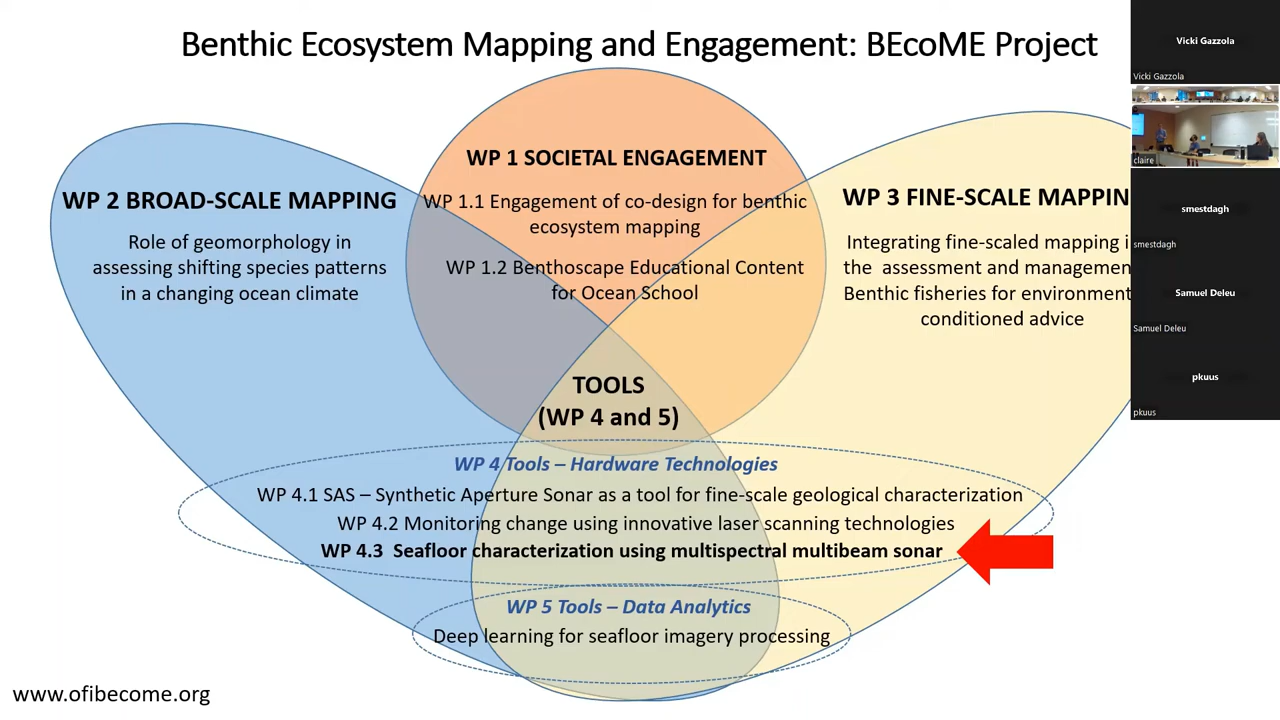 Benthic Ecosystem Mapping and Engagement: BEcoME Project
WP 1 SOCIETAL ENGAGEMENT
WP 1.1 Engagement of co-design for benthic
ecosystem mapping
WP 1.2 Benthoscape Educational Content
for Ocean School
WP 2 BROAD-SCALE MAPPING
Role of geomorphology in
assessing shifting species patterns
in a changing ocean climate
WP 3 FINE-SCALE MAPPIN
Integrating fine-scaled mapping i
the assessment and managemen
Benthic fisheries for environment
conditioned advice
TOOLS
(WP 4 and 5)
WP 4 Tools – Hardware Technologies
WP 4.1 SAS – Synthetic Aperture Sonar as a tool for fine-scale geological characterization
WP 4.2 Monitoring change using innovative laser scanning technologies
WP 4.3 Seafloor characterization using multispectral multibeam sonar
WP 5 Tools – Data Analytics
Deep learning for seafloor imagery processing
www.ofibecome.org
Vicki Gazzola
Vicki Gazzola
claire
smestdagh
smestdagh
Samuel Deleu
Samuel Deleu
pkuus
pkuus